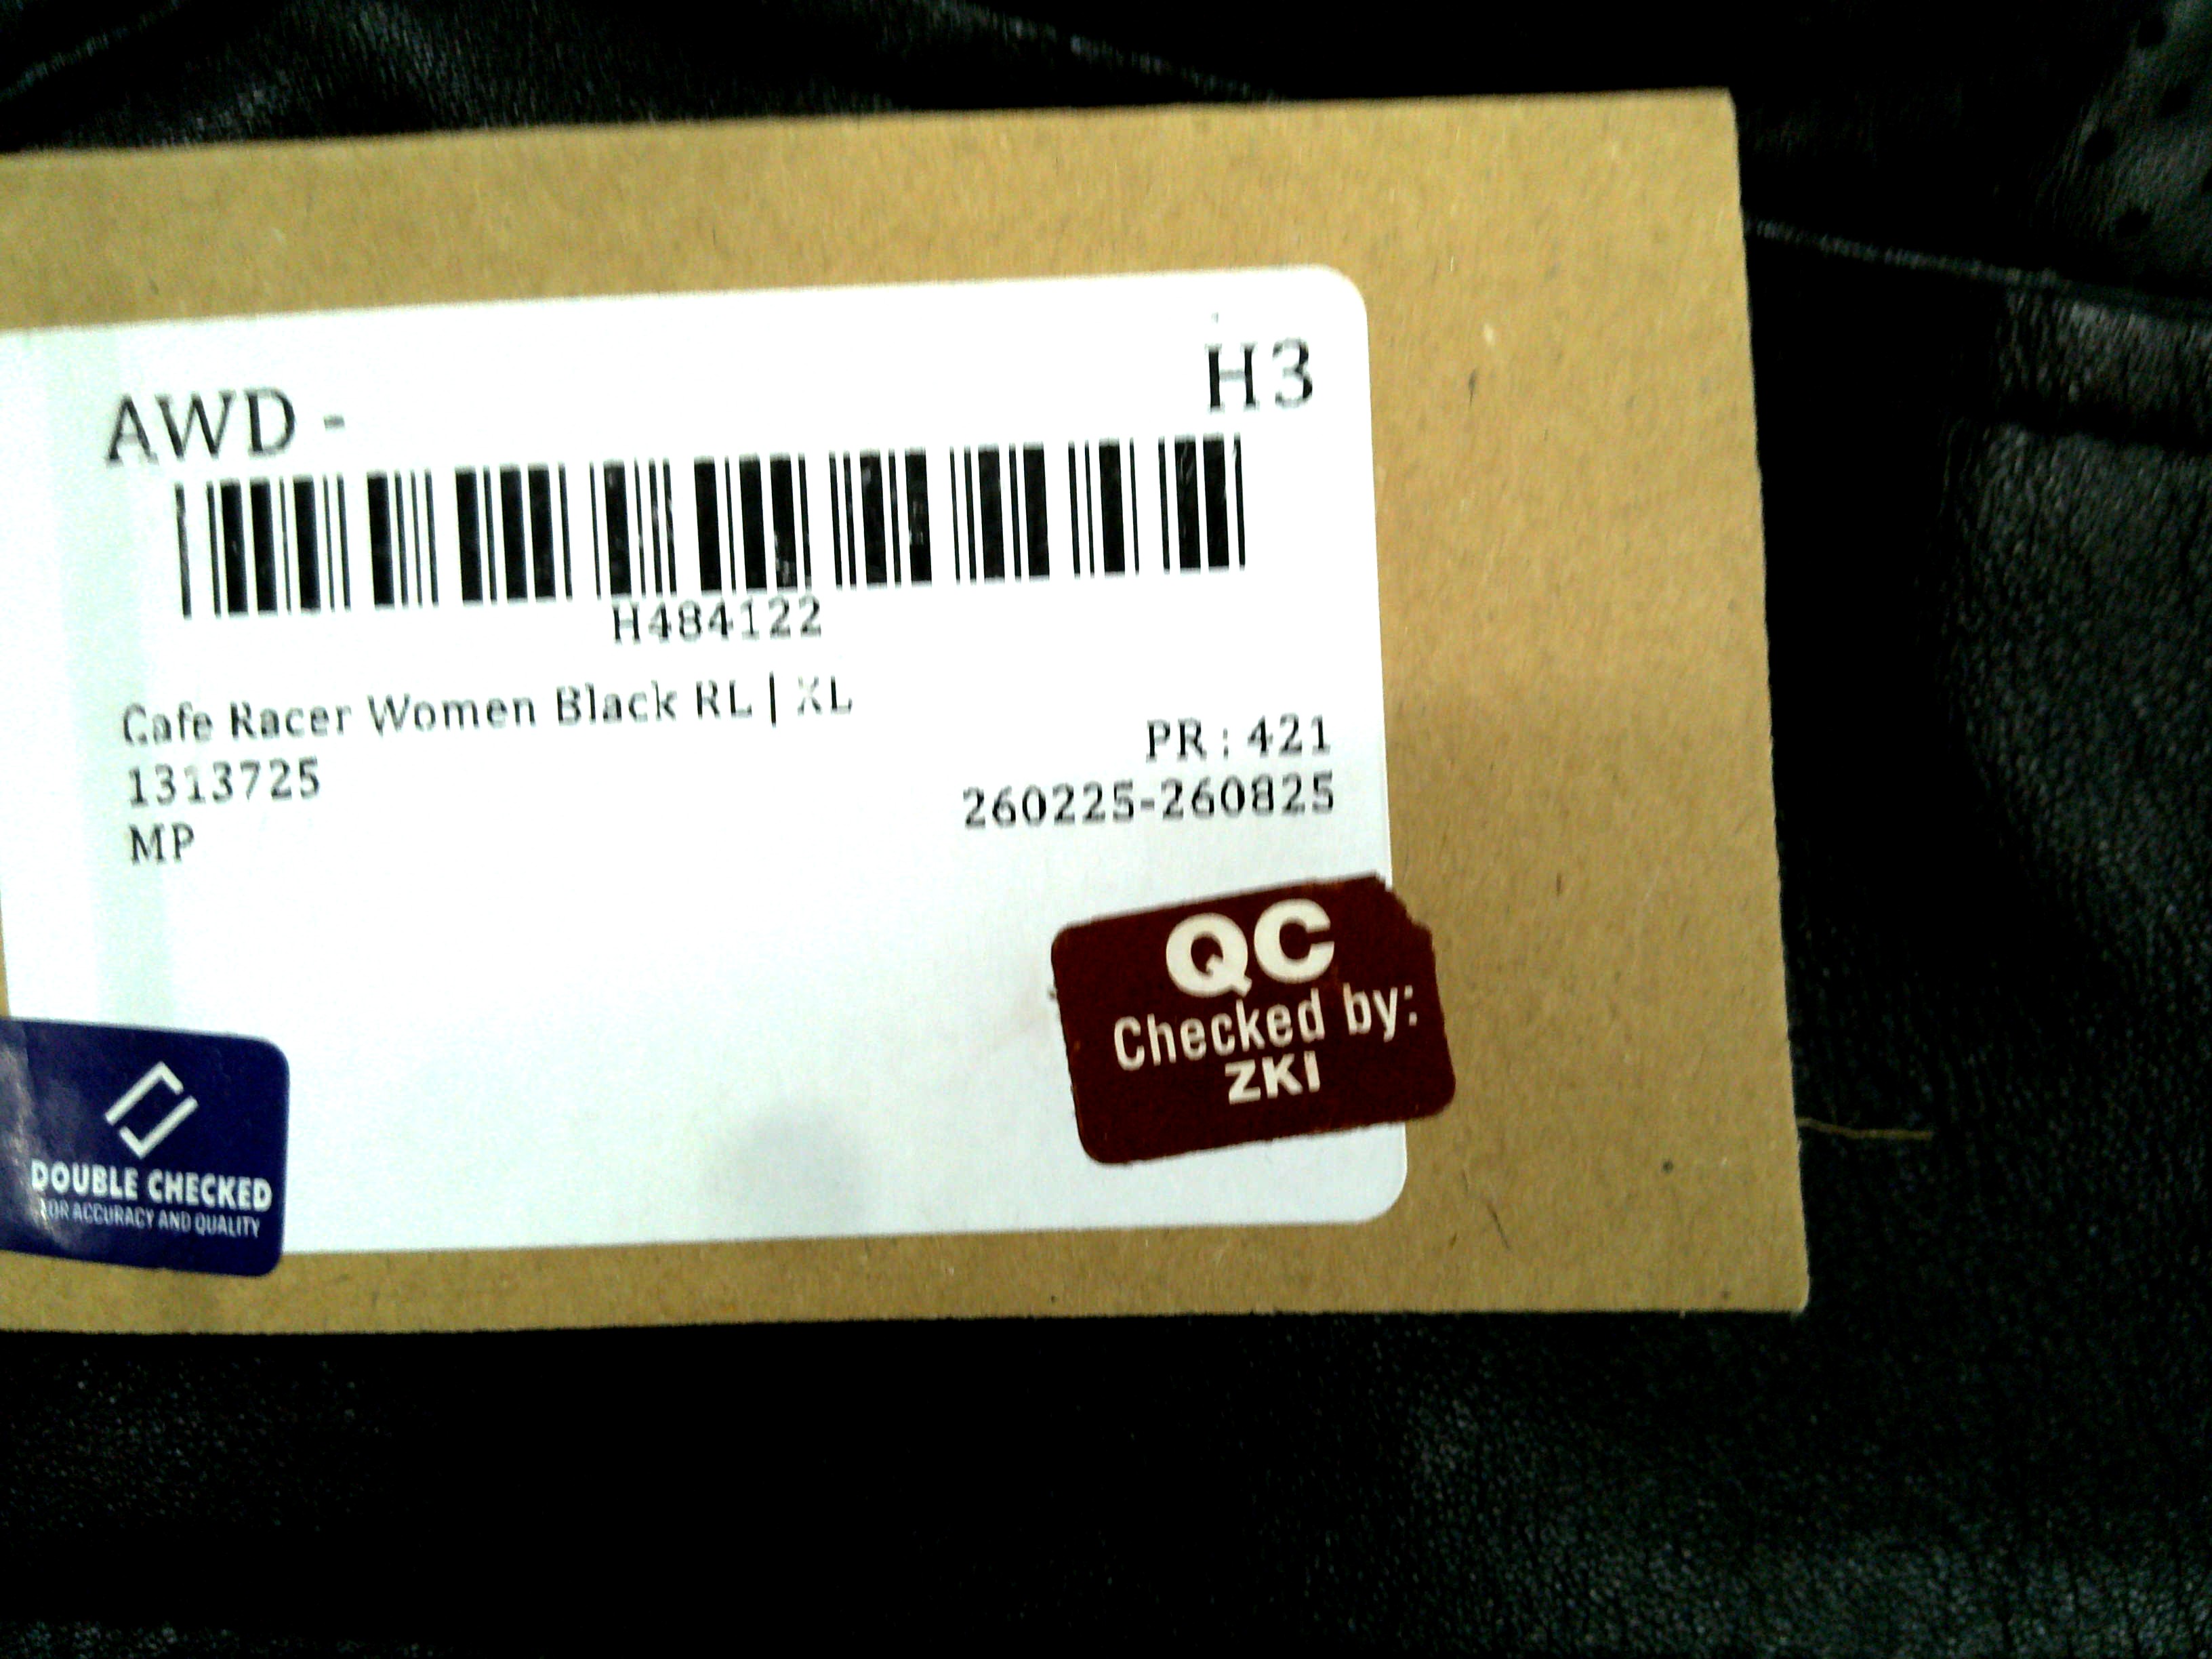 AWD - H3
H484122
Cafe Racer Women Black RL | XL
1313725
PR : 421
MP
260225-260825
QC
Checked by:
ZKI
DOUBLE CHECKED
FOR ACCURACY AND QUALITY